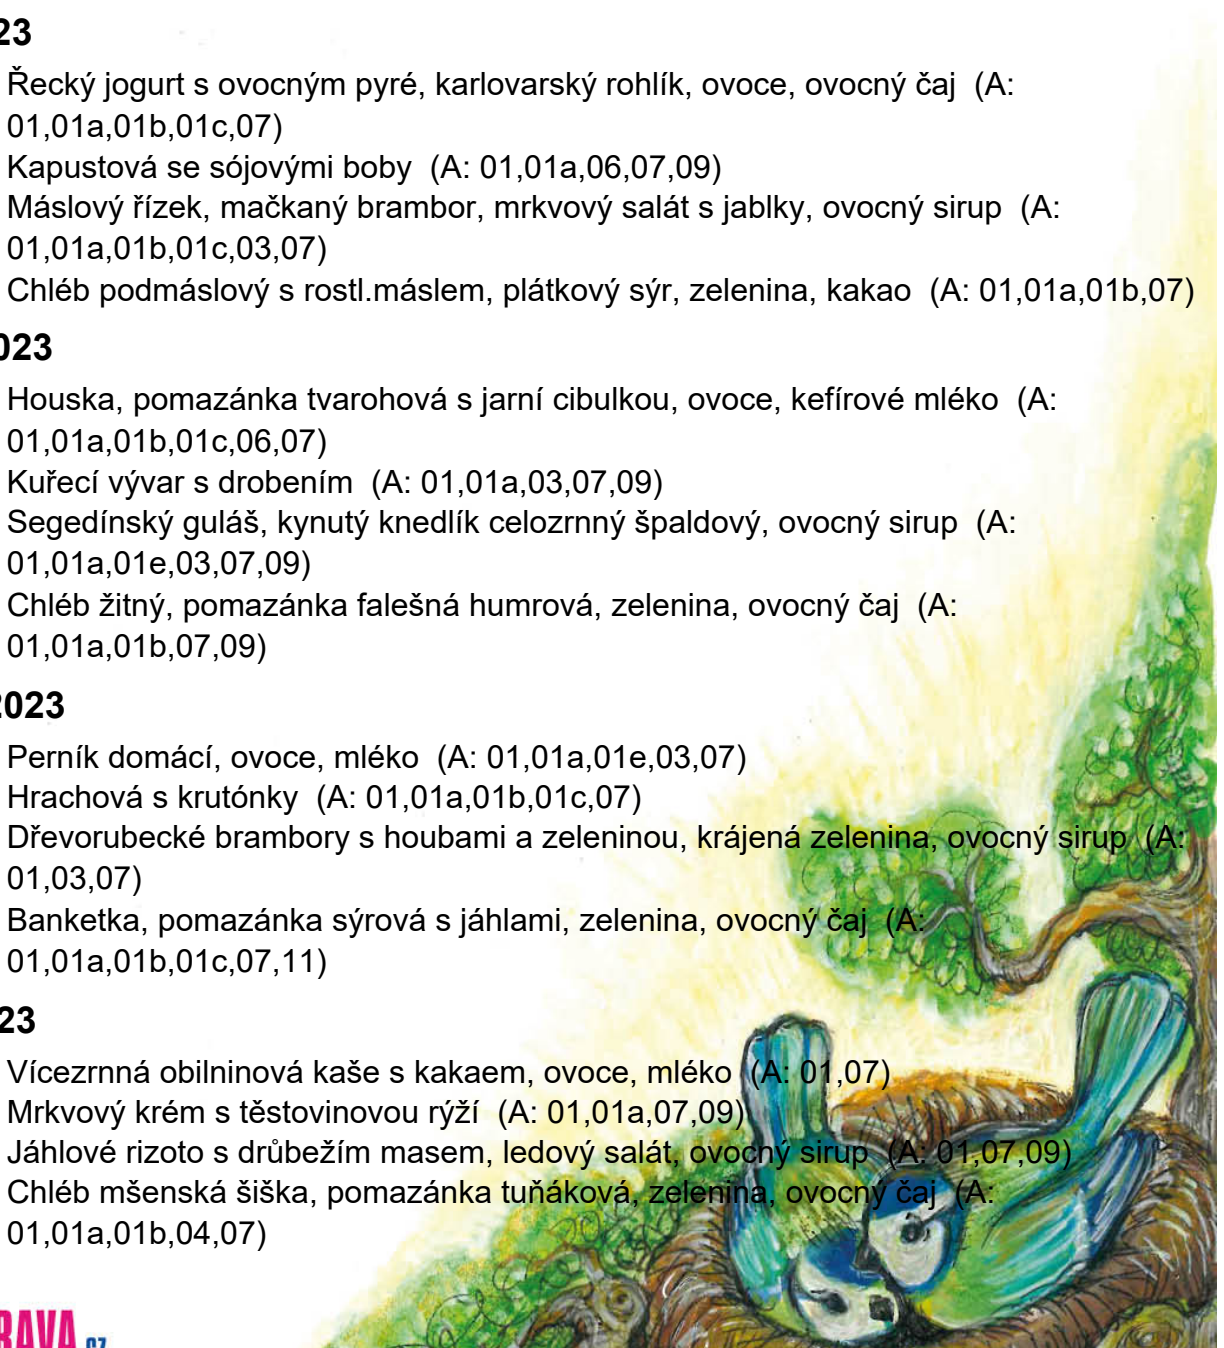 23
Řecký jogurt s ovocným pyré, karlovarský rohlík, ovoce, ovocný čaj (A:
01,01a,01b,01c,07)
Kapustová se sójovými boby (A: 01,01a,06,07,09)
Máslový řízek, mačkaný brambor, mrkvový salát s jablky, ovocný sirup (A:
01,01a,01b,01c,03,07)
Chléb podmáslový s rostl.máslem, plátkový sýr, zelenina, kakao (A: 01,01a,01b,07)
023
Houska, pomazánka tvarohová s jarní cibulkou, ovoce, kefírové mléko (A:
01,01a,01b,01c,06,07)
Kuřecí vývar s drobením (A: 01,01a,03,07,09)
Segedínský guláš, kynutý knedlík celozrnný špaldový, ovocný sirup (A:
01,01a,01e,03,07,09)
Chléb žitný, pomazánka falešná humrová, zelenina, ovocný čaj (A:
01,01a,01b,07,09)
2023
Perník domácí, ovoce, mléko (A: 01,01a,01e,03,07)
Hrachová s krutónky (A: 01,01a,01b,01c,07)
Dřevorubecké brambory s houbami a zeleninou, krájená zelenina, ovocný sirup (A:
01,03,07)
Banketka, pomazánka sýrová s jáhlami, zelenina, ovocný čaj (A:
01,01a,01b,01c,07,11)
23
Vícezrnná obilninová kaše s kakaem, ovoce, mléko (A: 01,07)
Mrkvový krém s těstovinovou rýží (A: 01,01a,07,09)
Jáhlové rizoto s drůbežím masem, ledový salát, ovocný sirup (A: 01,07,09)
Chléb mšenská šiška, pomazánka tuňáková, zelenina, ovocný čaj (A:
01,01a,01b,04,07)
RAVA.cz